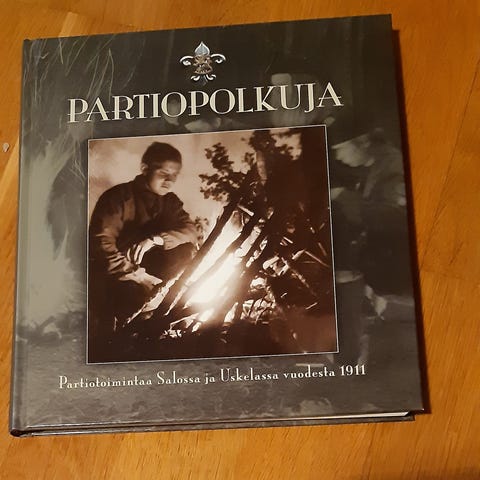 PARTIOPOLKUJA
Partiotoimintaa Salossa ja Uskelassa vuodesta 1911